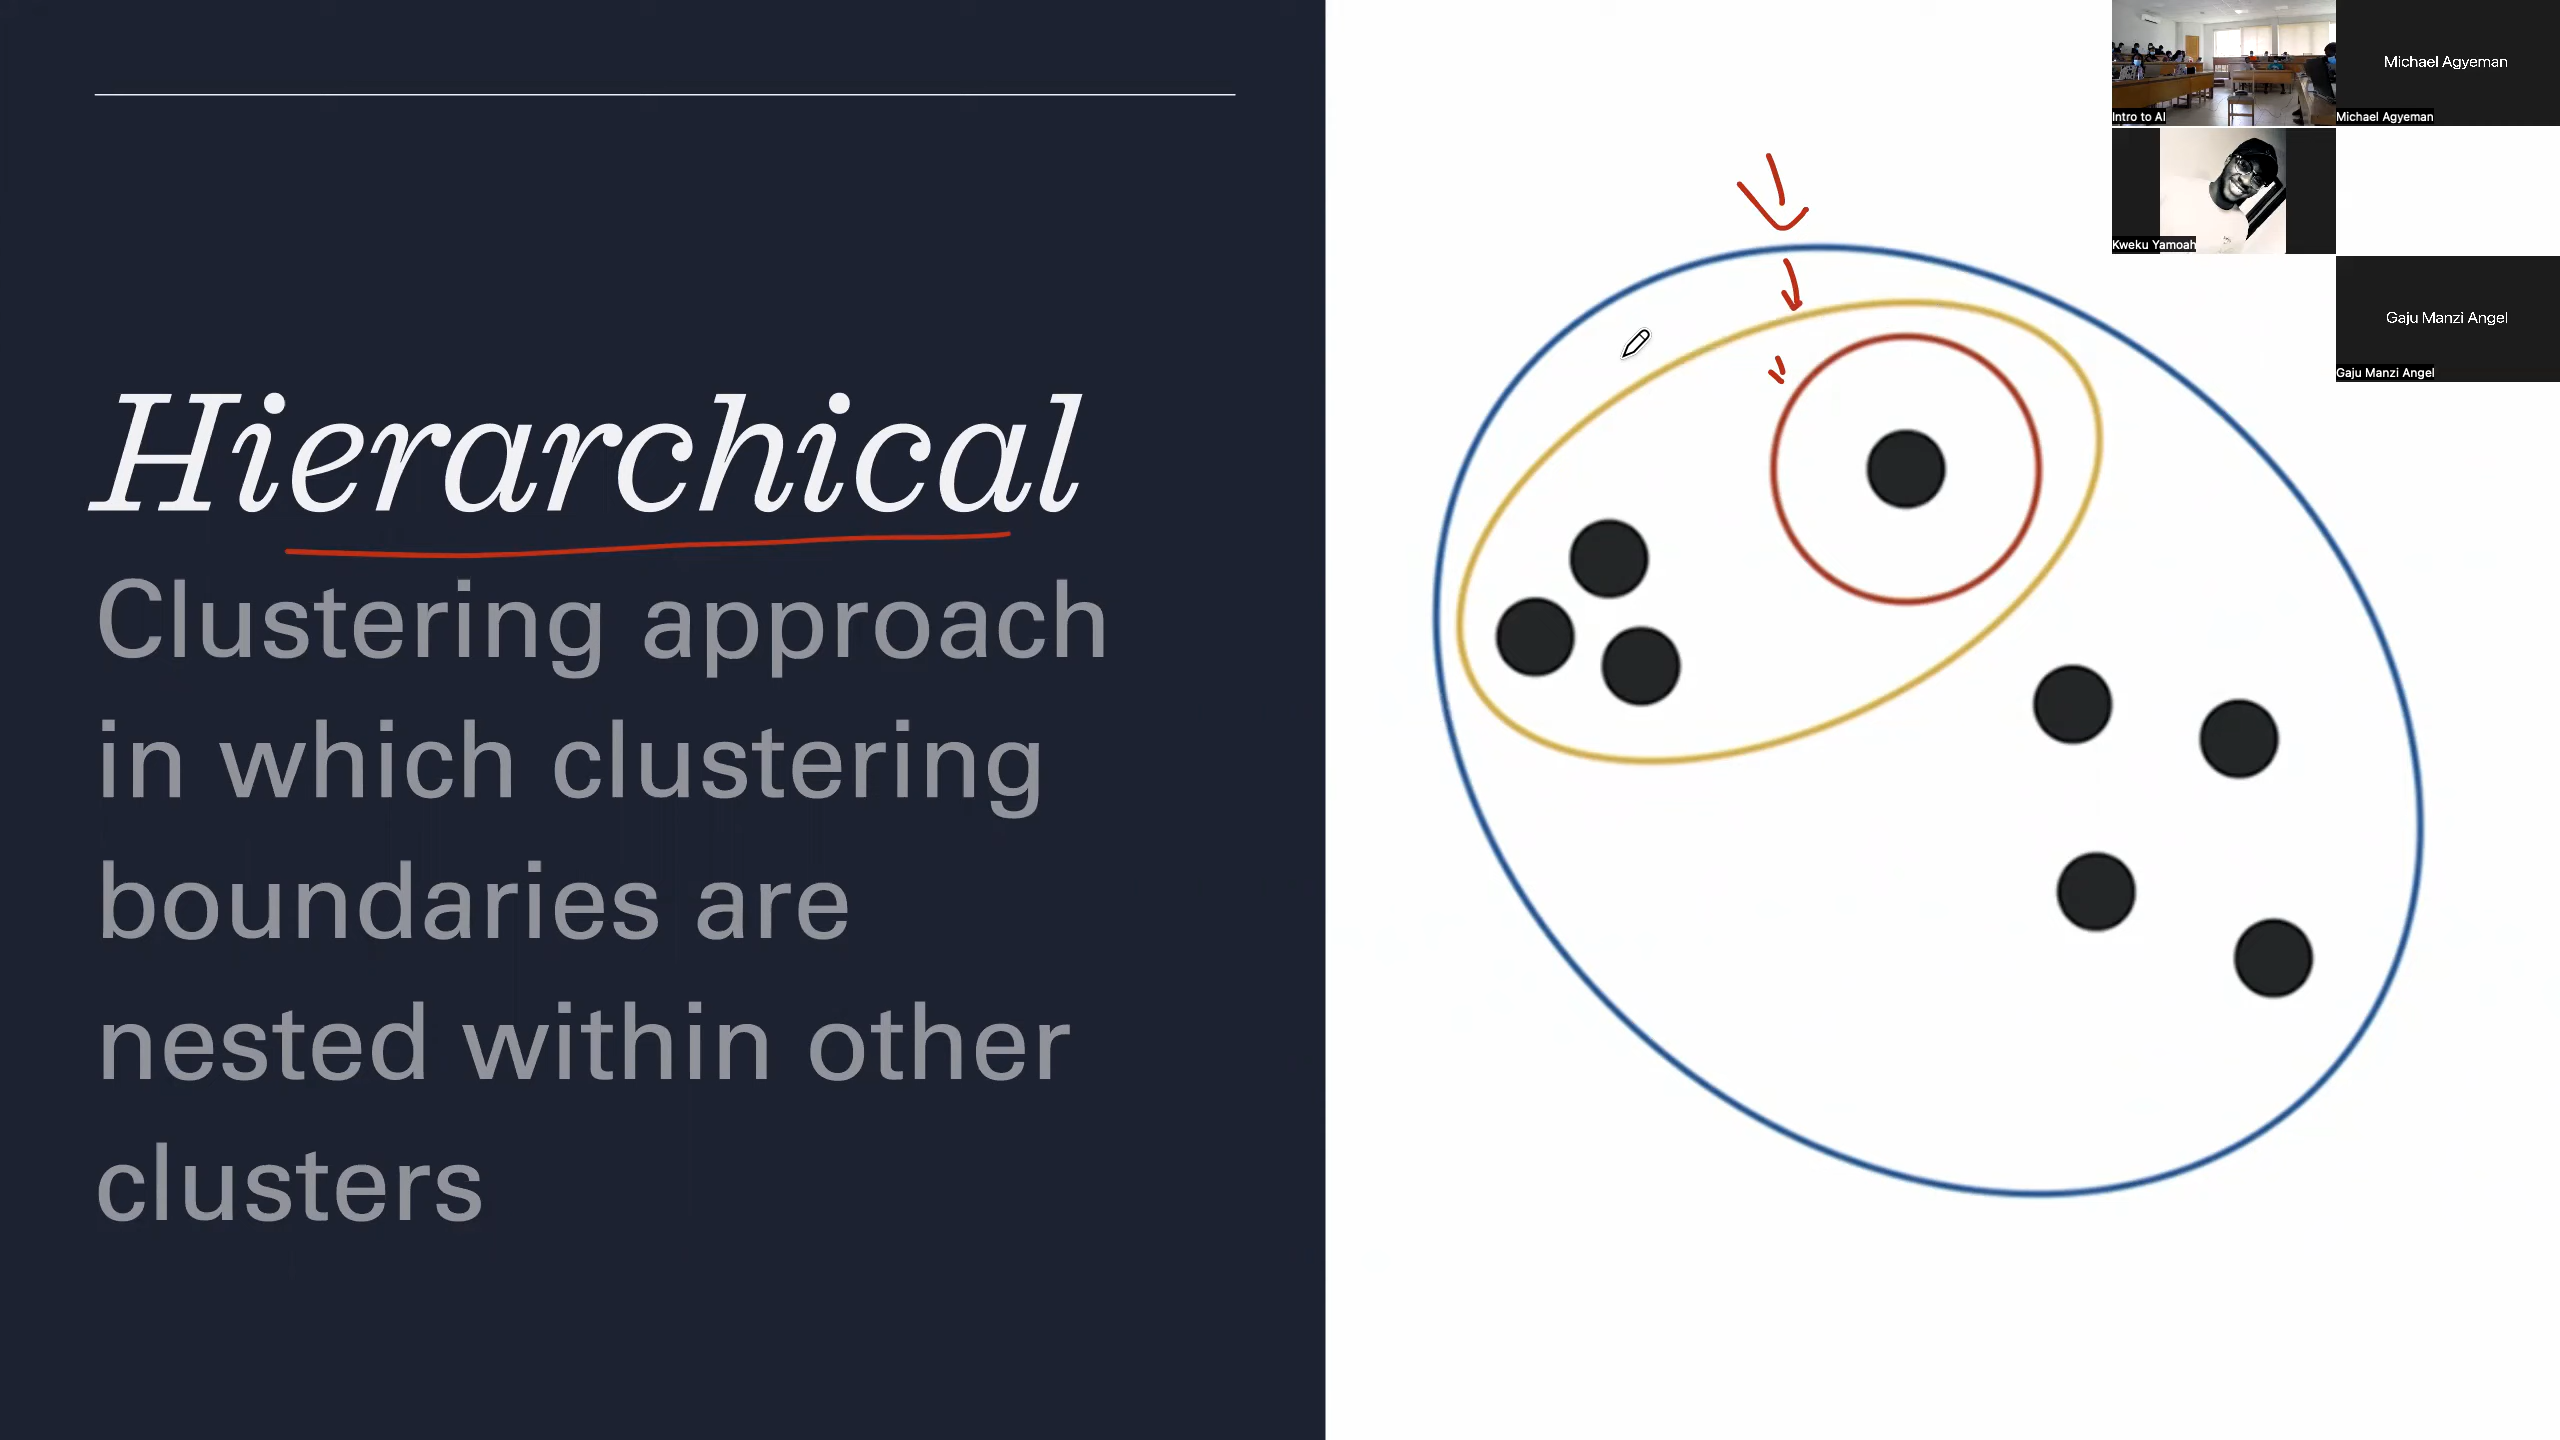 Hierarchical
Clustering approach
in which clustering
boundaries are
nested within other
clusters
Intro to AI
Michael Agyeman
Michael Agyeman
Kweku Yamoah
Gaju Manzi Angel
Gaju Manzi Angel